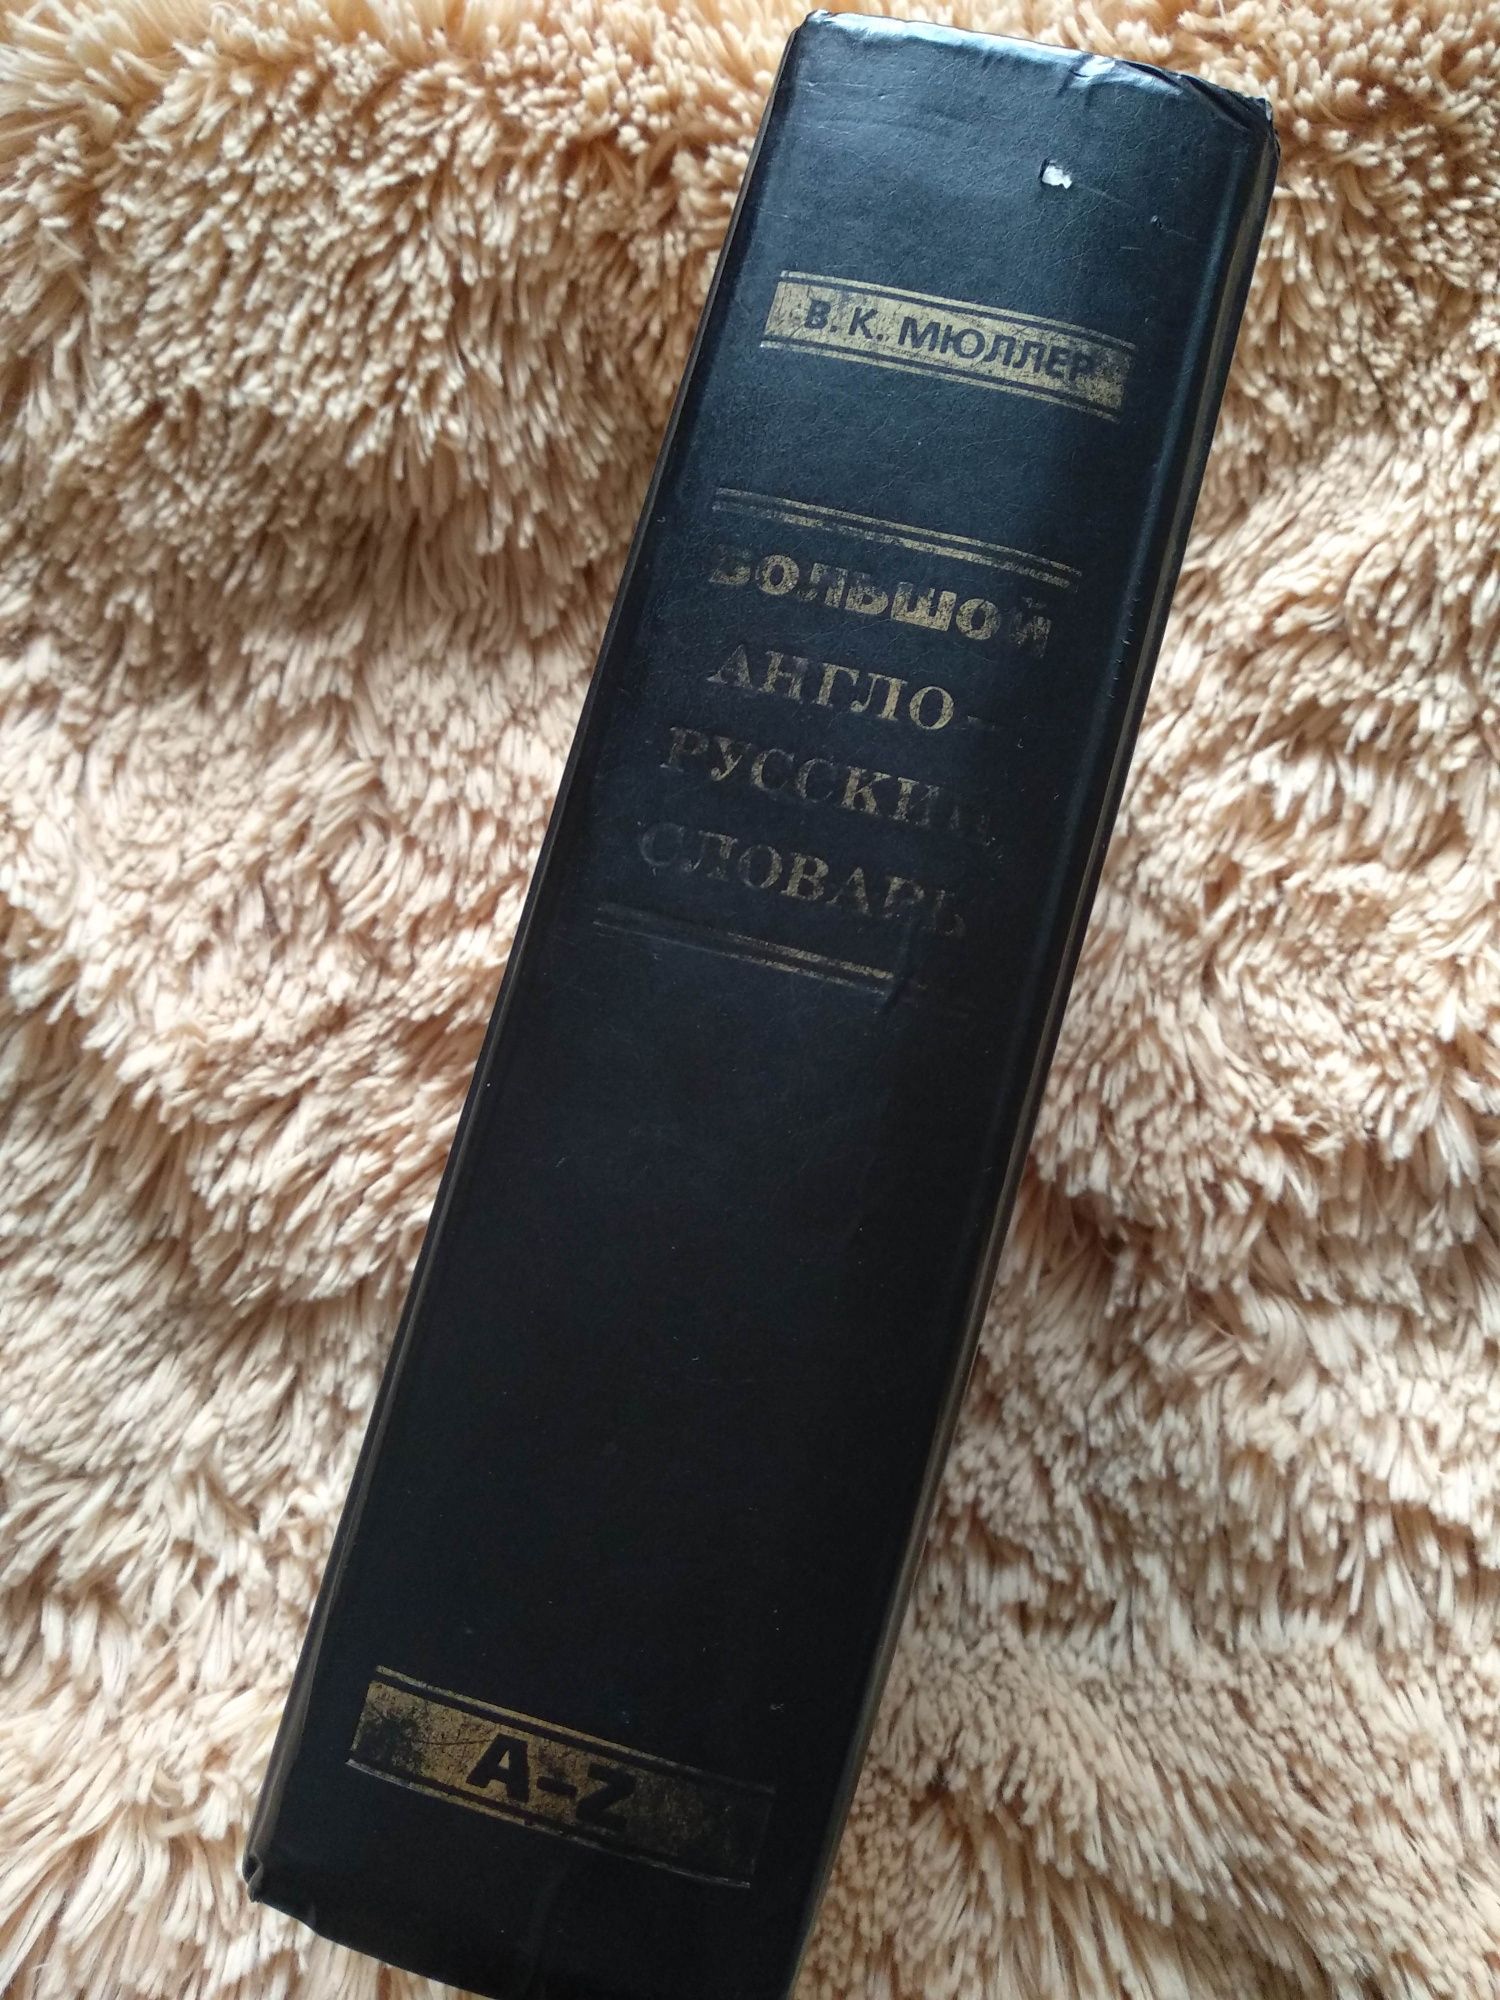 В. К. МЮЛЛЕР
БОЛЬШОЙ
АНГЛО-
РУССКИЙ
СЛОВАРЬ
A-Z